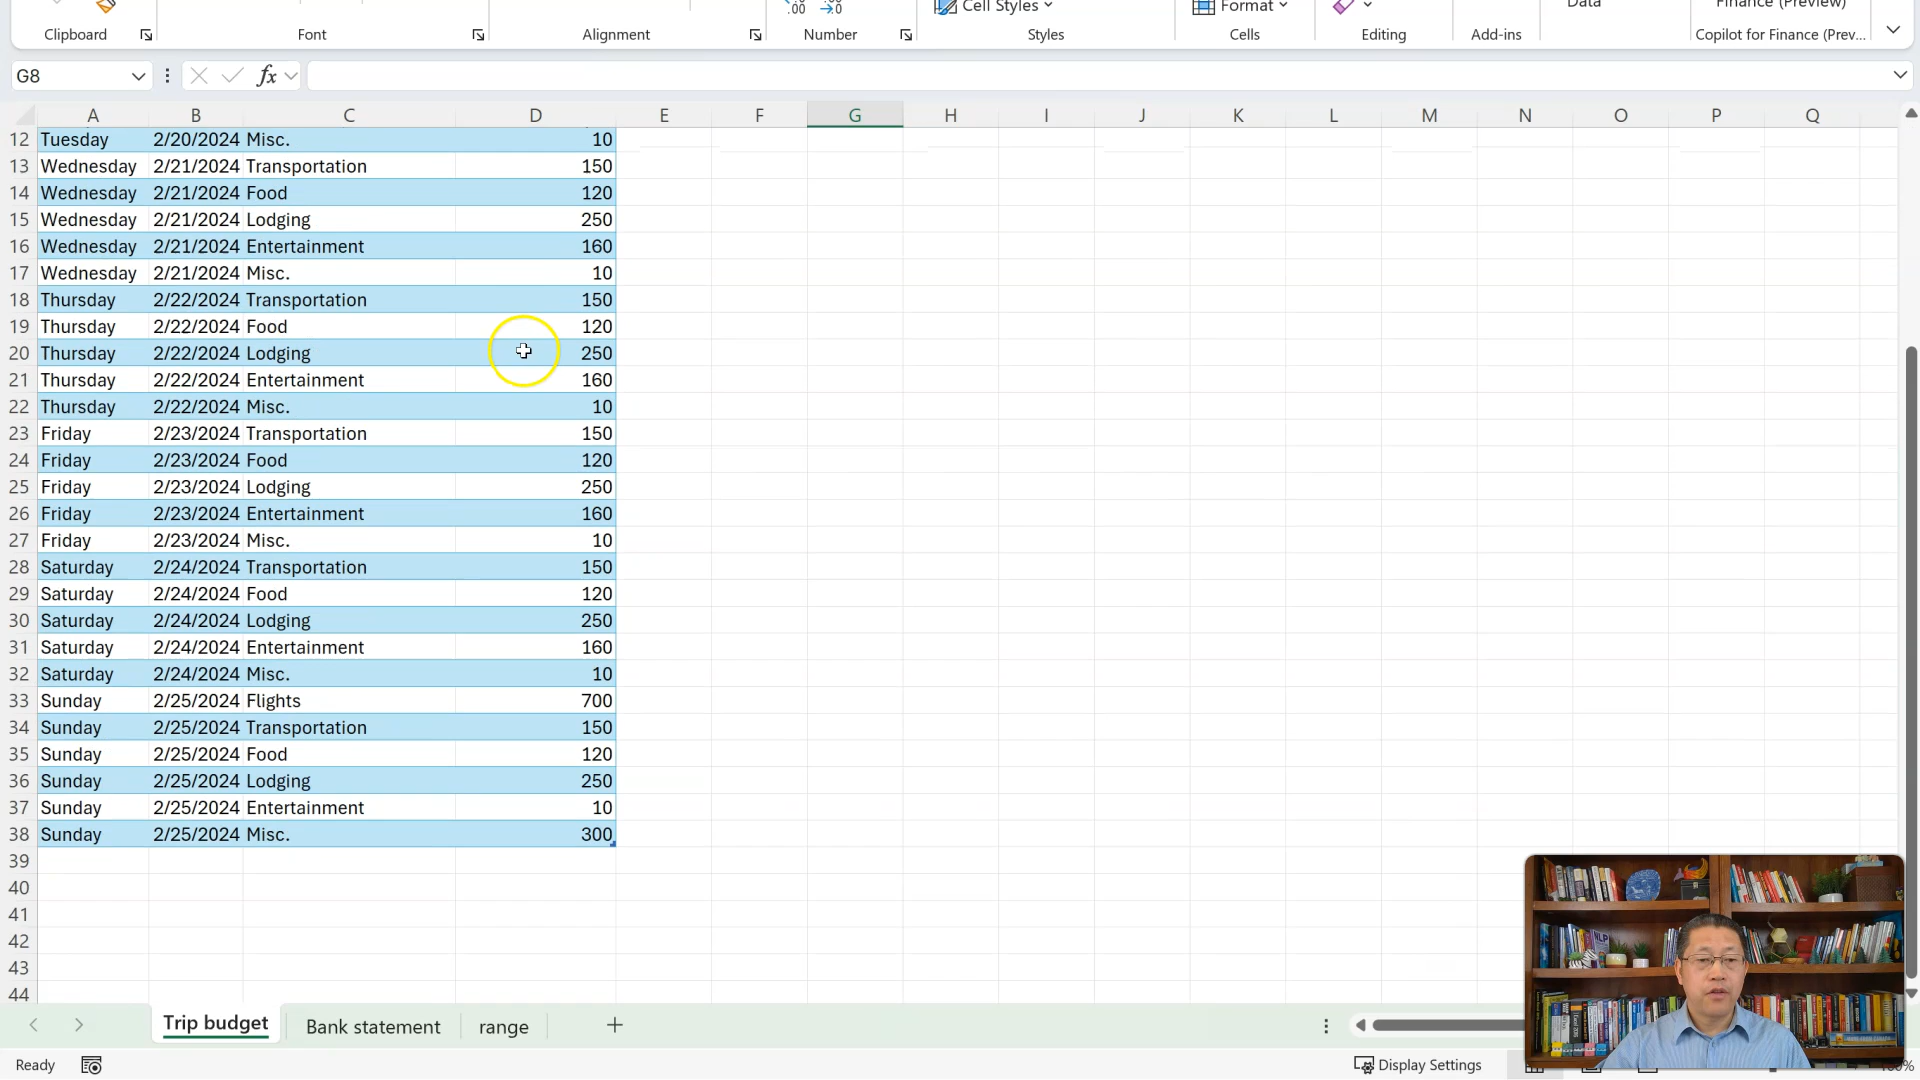 Cell Styles
Format
Data
Finance (Preview)
Clipboard
Font
Alignment
Number
Styles
Cells
Editing
Add-ins
Copilot for Finance (Prev...
G8
fx
A B C D E F G H I J K L M N O P Q
12 Tuesday 2/20/2024 Misc. 10
13 Wednesday 2/21/2024 Transportation 150
14 Wednesday 2/21/2024 Food 120
15 Wednesday 2/21/2024 Lodging 250
16 Wednesday 2/21/2024 Entertainment 160
17 Wednesday 2/21/2024 Misc. 10
18 Thursday 2/22/2024 Transportation 150
19 Thursday 2/22/2024 Food 120
20 Thursday 2/22/2024 Lodging 250
21 Thursday 2/22/2024 Entertainment 160
22 Thursday 2/22/2024 Misc. 10
23 Friday 2/23/2024 Transportation 150
24 Friday 2/23/2024 Food 120
25 Friday 2/23/2024 Lodging 250
26 Friday 2/23/2024 Entertainment 160
27 Friday 2/23/2024 Misc. 10
28 Saturday 2/24/2024 Transportation 150
29 Saturday 2/24/2024 Food 120
30 Saturday 2/24/2024 Lodging 250
31 Saturday 2/24/2024 Entertainment 160
32 Saturday 2/24/2024 Misc. 10
33 Sunday 2/25/2024 Flights 700
34 Sunday 2/25/2024 Transportation 150
35 Sunday 2/25/2024 Food 120
36 Sunday 2/25/2024 Lodging 250
37 Sunday 2/25/2024 Entertainment 10
38 Sunday 2/25/2024 Misc. 300
39
40
41
42
43
44
Trip budget Bank statement range
Ready
Display Settings